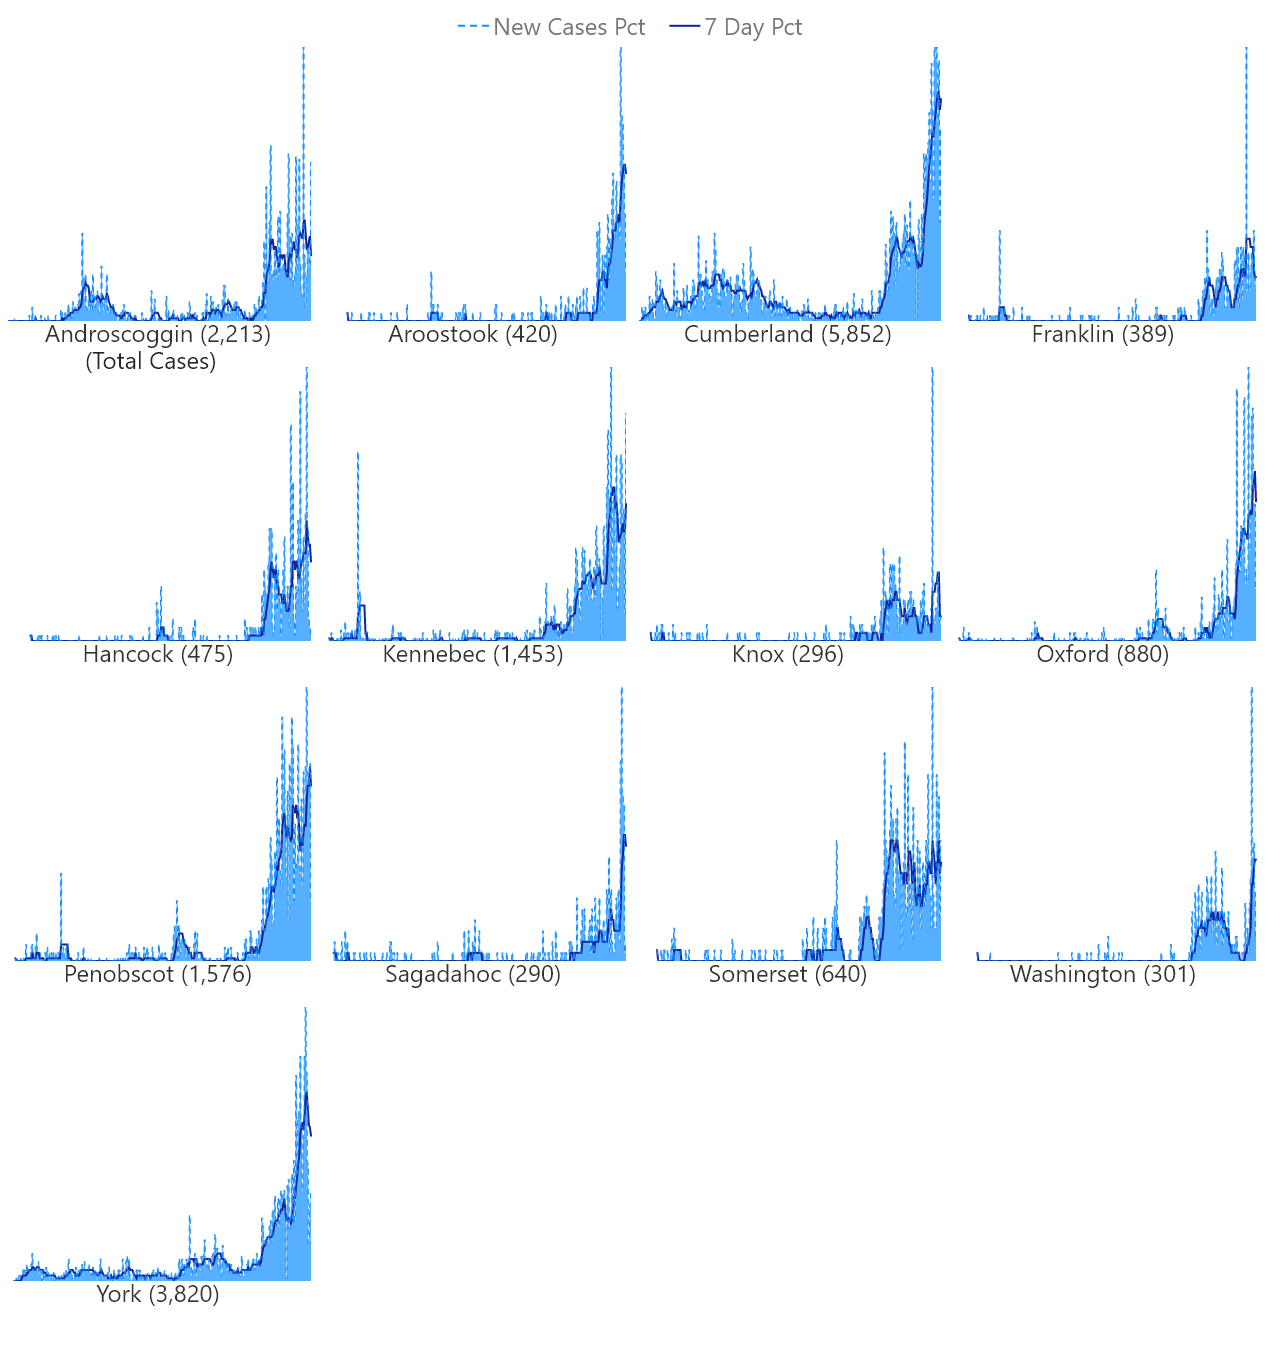 New Cases Pct 7 Day Pct
Androscoggin (2,213)
(Total Cases)
Aroostook (420)
Cumberland (5,852)
Franklin (389)
Hancock (475)
Kennebec (1,453)
Knox (296)
Oxford (880)
Penobscot (1,576)
Sagadahoc (290)
Somerset (640)
Washington (301)
York (3,820)